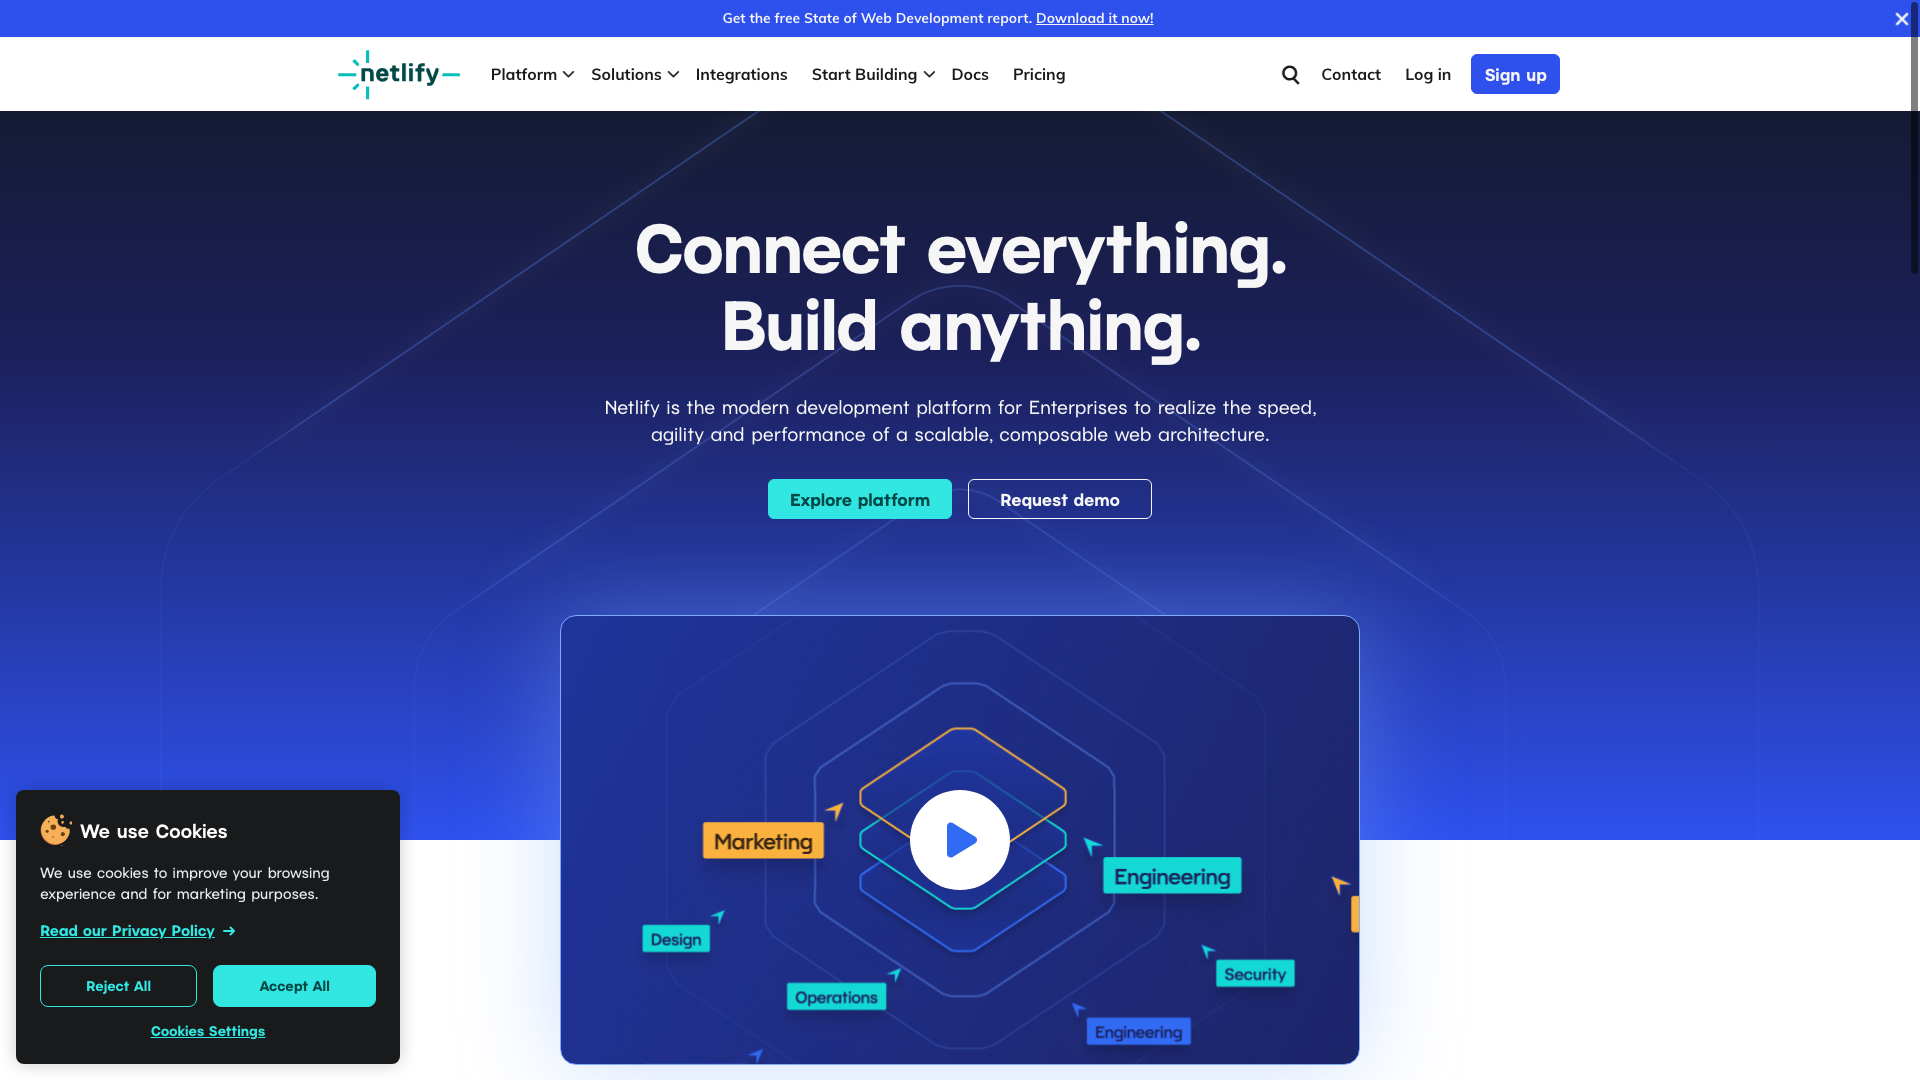 Get the free State of Web Development report. Download it now!
netlify
Platform
Solutions
Integrations
Start Building
Docs
Pricing
Contact
Log in
Sign up
Connect everything.
Build anything.
Netlify is the modern development platform for Enterprises to realize the speed,
agility and performance of a scalable, composable web architecture.
Explore platform
Request demo
Marketing
Engineering
Design
Security
Operations
Engineering
We use Cookies
We use cookies to improve your browsing
experience and for marketing purposes.
Read our Privacy Policy
Reject All
Accept All
Cookies Settings